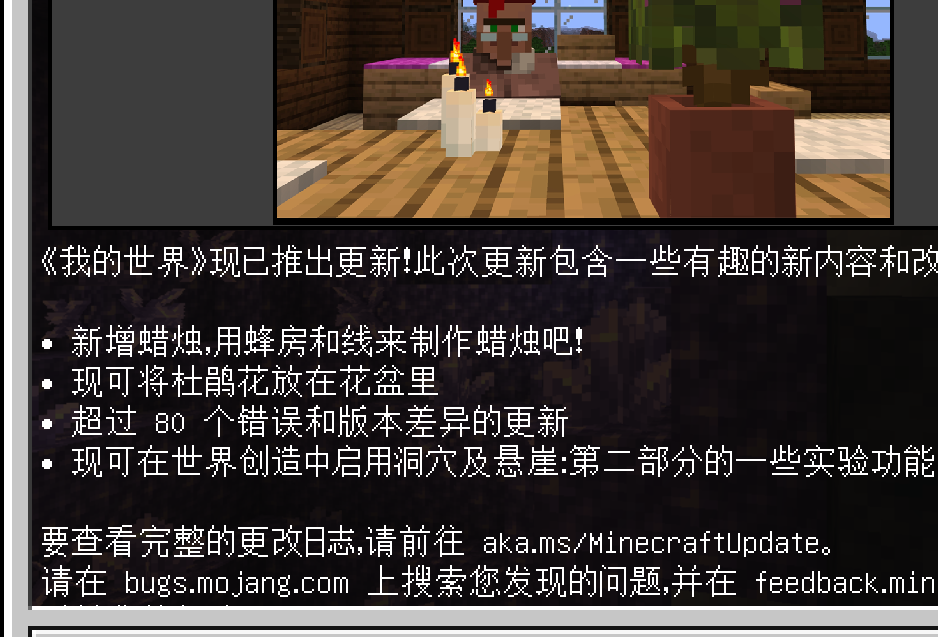 《我的世界》现已推出更新!此次更新包含一些有趣的新内容和改
• 新增蜡烛,用蜂房和线来制作蜡烛吧!
• 现可将杜鹃花放在花盆里
• 超过 80 个错误和版本差异的更新
• 现可在世界创造中启用洞穴及悬崖:第二部分的一些实验功能
要查看完整的更改日志,请前往 aka.ms/MinecraftUpdate。
请在 bugs.mojang.com 上搜索您发现的问题,并在 feedback.min